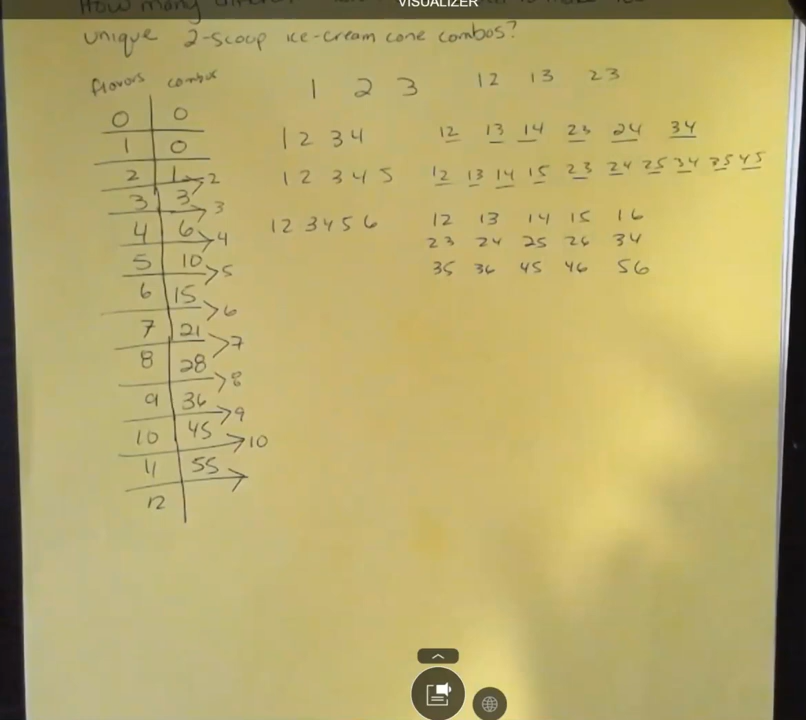 VISUALIZER
How many
unique 2-scoup ice-cream cone combos?
flavors combos
0 0
1 0
2 1 2
3 3 3
4 6 4
5 10 5
6 15 6
7 21 7
8 28 8
9 36 9
10 45 10
11 55
12
1 2 3 12 13 23
1 2 3 4 12 13 14 23 24 34
1 2 3 4 5 12 13 14 15 23 24 25 34 35 45
1 2 3 4 5 6 12 13 14 15 16
23 24 25 26 34
35 36 45 46 56